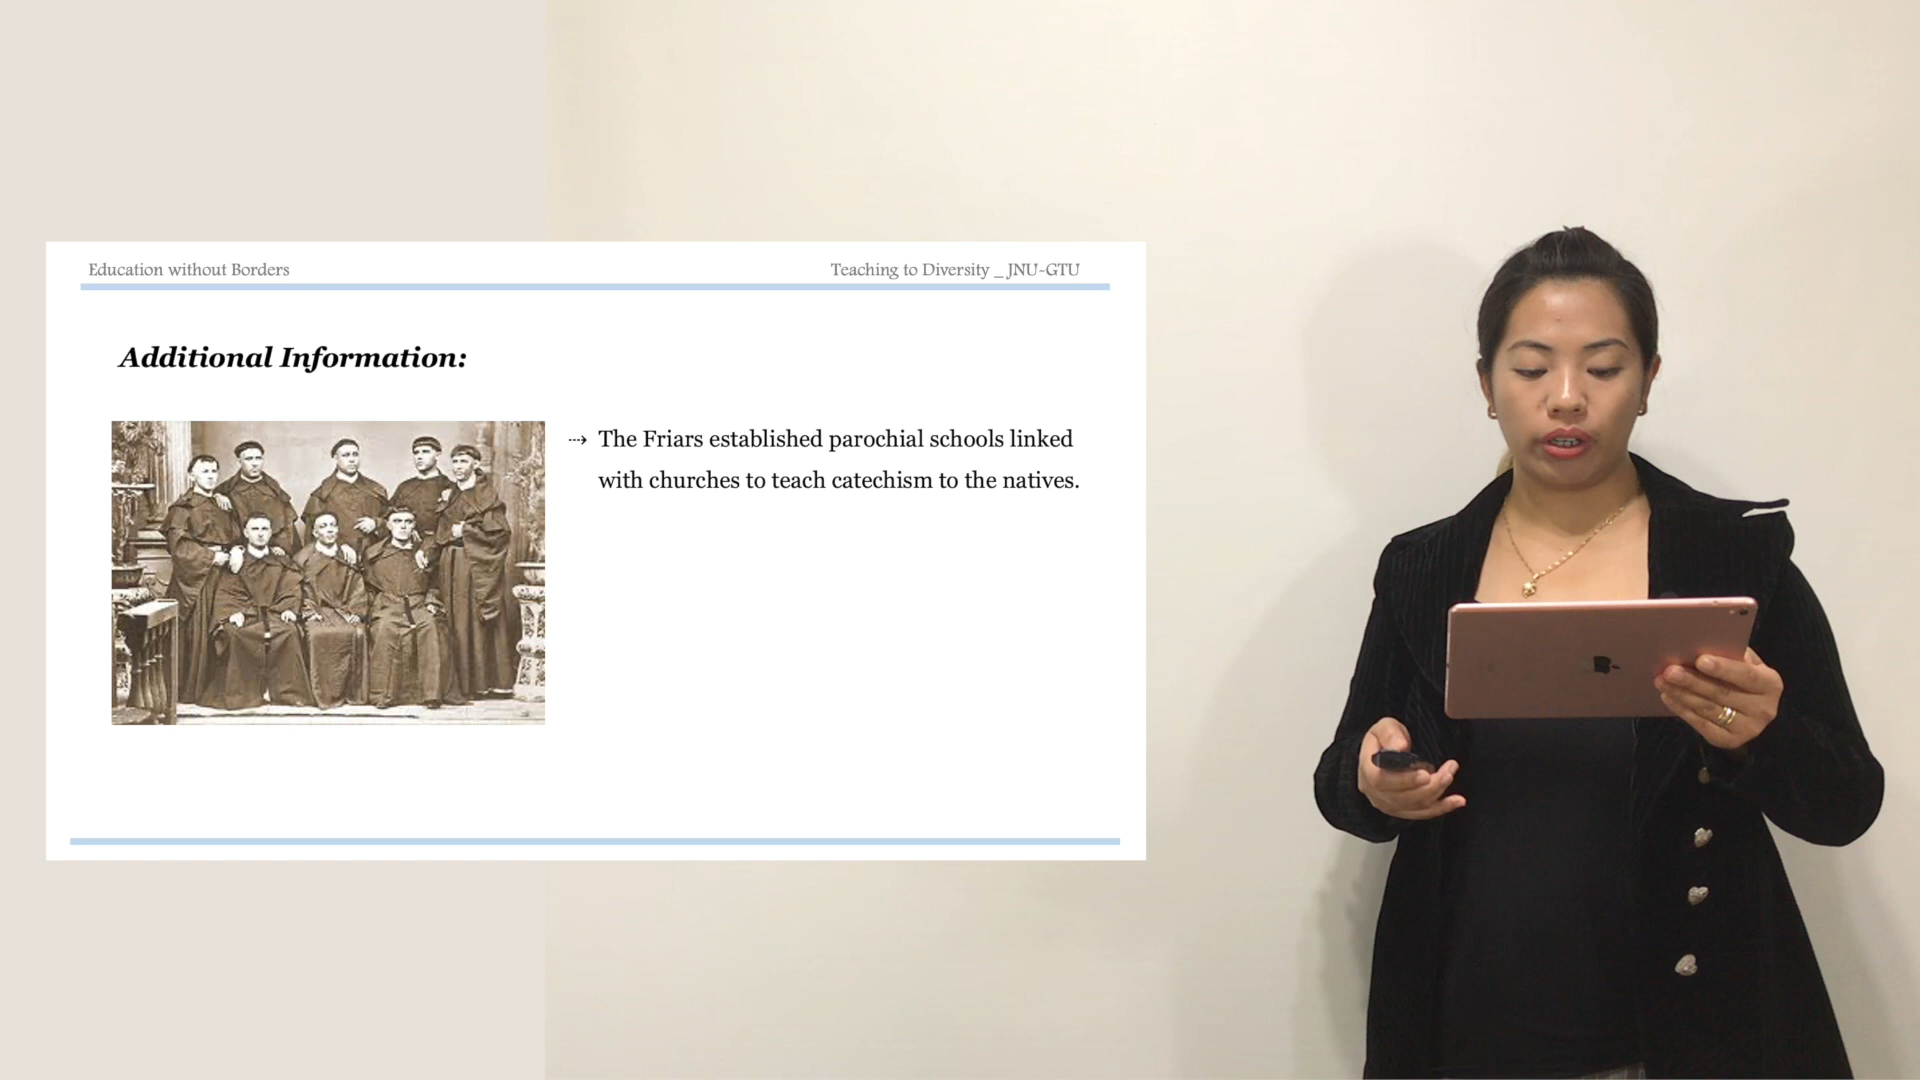 Education without Borders
Teaching to Diversity _ JNU-GTU
Additional Information:
⤏ The Friars established parochial schools linked
with churches to teach catechism to the natives.